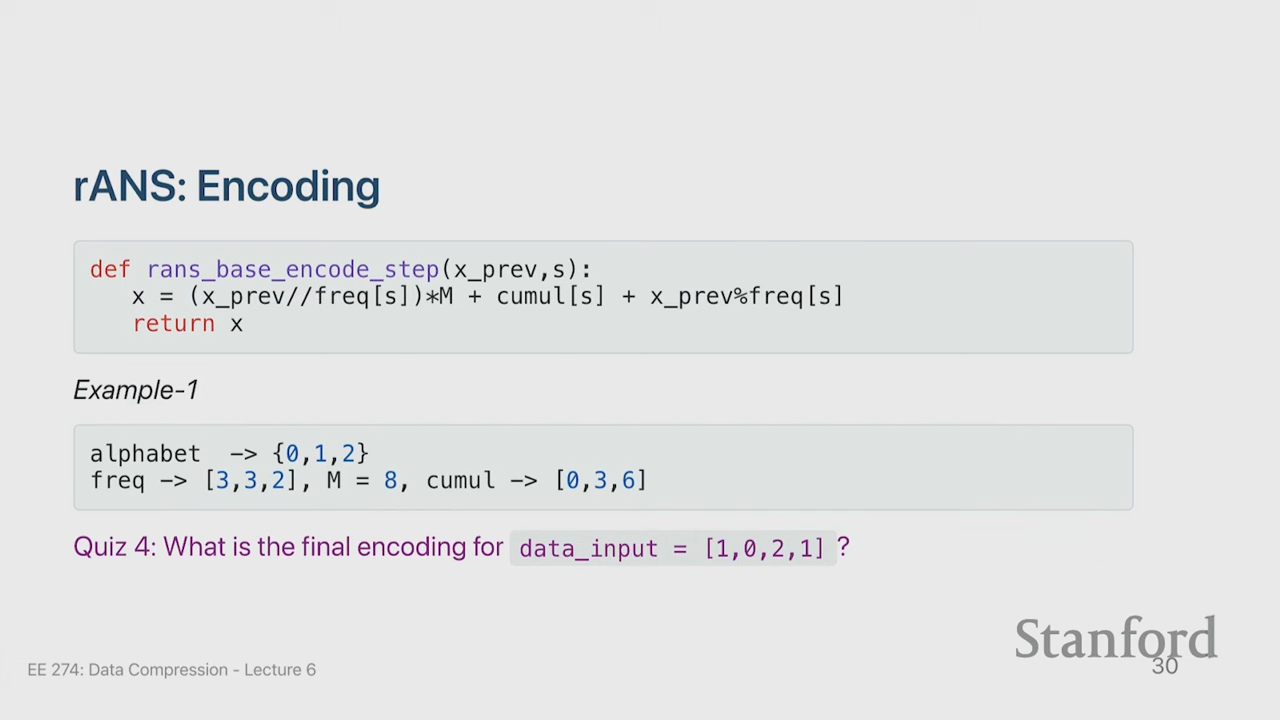 rANS: Encoding
def rans_base_encode_step(x_prev,s):
x = (x_prev//freq[s])*M + cumul[s] + x_prev%freq[s]
return x
Example-1
alphabet -> {0,1,2}
freq -> [3,3,2], M = 8, cumul -> [0,3,6]
Quiz 4: What is the final encoding for data_input = [1,0,2,1] ?
Stanford
EE 274: Data Compression - Lecture 6
30